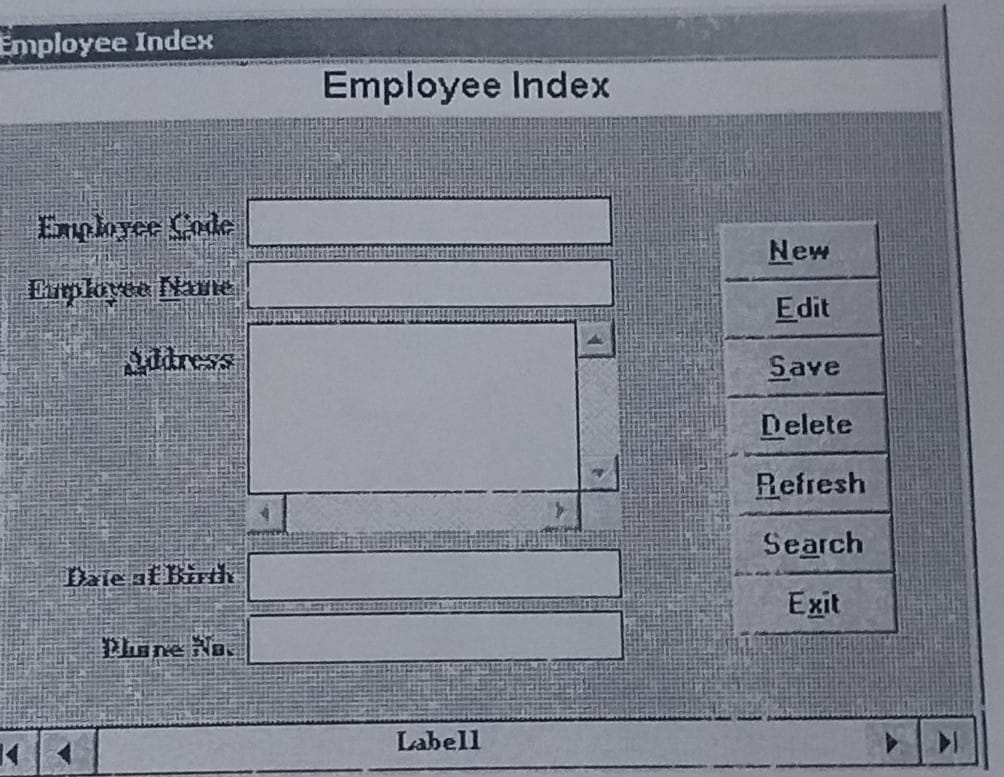 Employee Index
Employee Index
Employee Code
Employee Name
Address
Date of Birth
Phone No.
New
Edit
Save
Delete
Refresh
Search
Exit
Label1